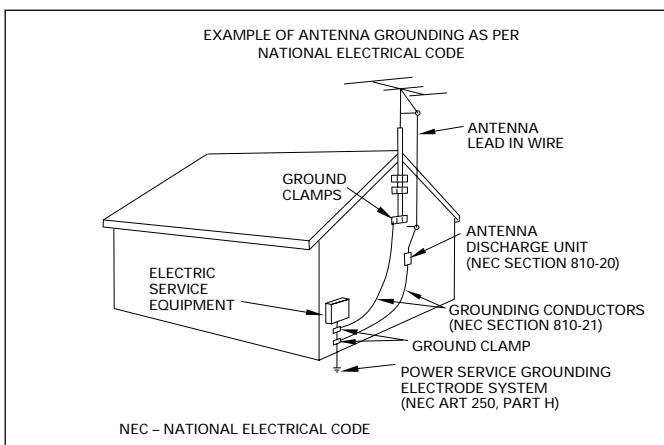 EXAMPLE OF ANTENNA GROUNDING AS PER
NATIONAL ELECTRICAL CODE
ANTENNA
LEAD IN WIRE
GROUND
CLAMPS
ANTENNA
DISCHARGE UNIT
(NEC SECTION 810-20)
ELECTRIC
SERVICE
EQUIPMENT
GROUNDING CONDUCTORS
(NEC SECTION 810-21)
GROUND CLAMP
POWER SERVICE GROUNDING
ELECTRODE SYSTEM
(NEC ART 250, PART H)
NEC – NATIONAL ELECTRICAL CODE